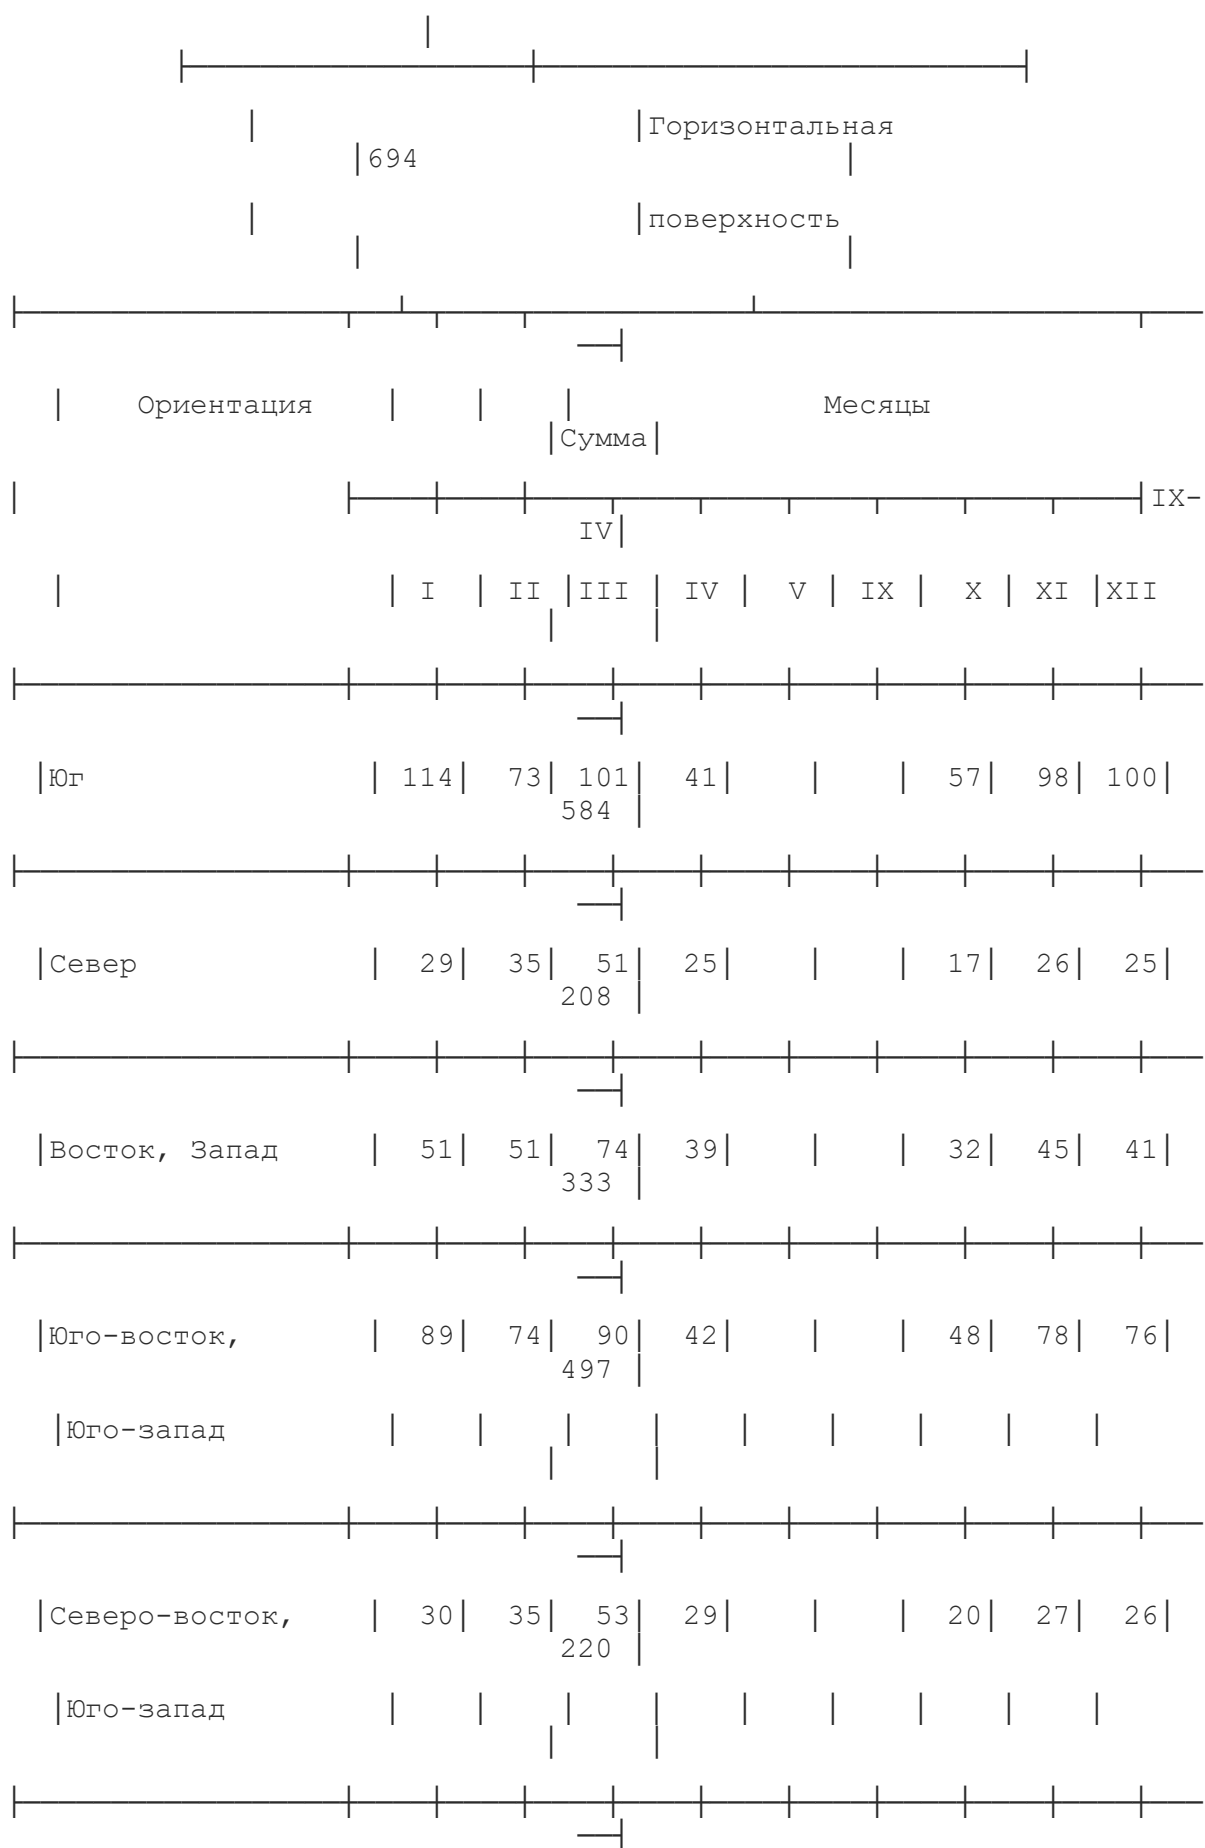 Горизонтальная
694
поверхность
Ориентация Месяцы
Сумма
IX-
IV
I II III IV V IX X XI XII
Юг 114 73 101 41 57 98 100
584
Север 29 35 51 25 17 26 25
208
Восток, Запад 51 51 74 39 32 45 41
333
Юго-восток, 89 74 90 42 48 78 76
497
Юго-запад
Северо-восток, 30 35 53 29 20 27 26
220
Юго-запад